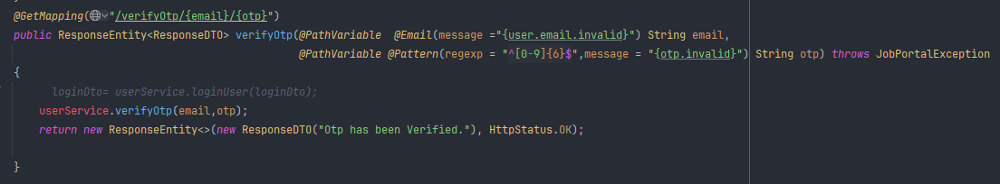 @GetMapping("/verifyOtp/{email}/{otp}")
public ResponseEntity<ResponseDTO> verifyOtp(@PathVariable  @Email(message ="{user.email.invalid}") String email,
@PathVariable @Pattern(regexp = "^[0-9]{6}$",message = "{otp.invalid}") String otp) throws JobPortalException
{
loginDto= userService.loginUser(loginDto);
userService.verifyOtp(email,otp);
return new ResponseEntity<>(new ResponseDTO("Otp has been Verified."), HttpStatus.OK);
}